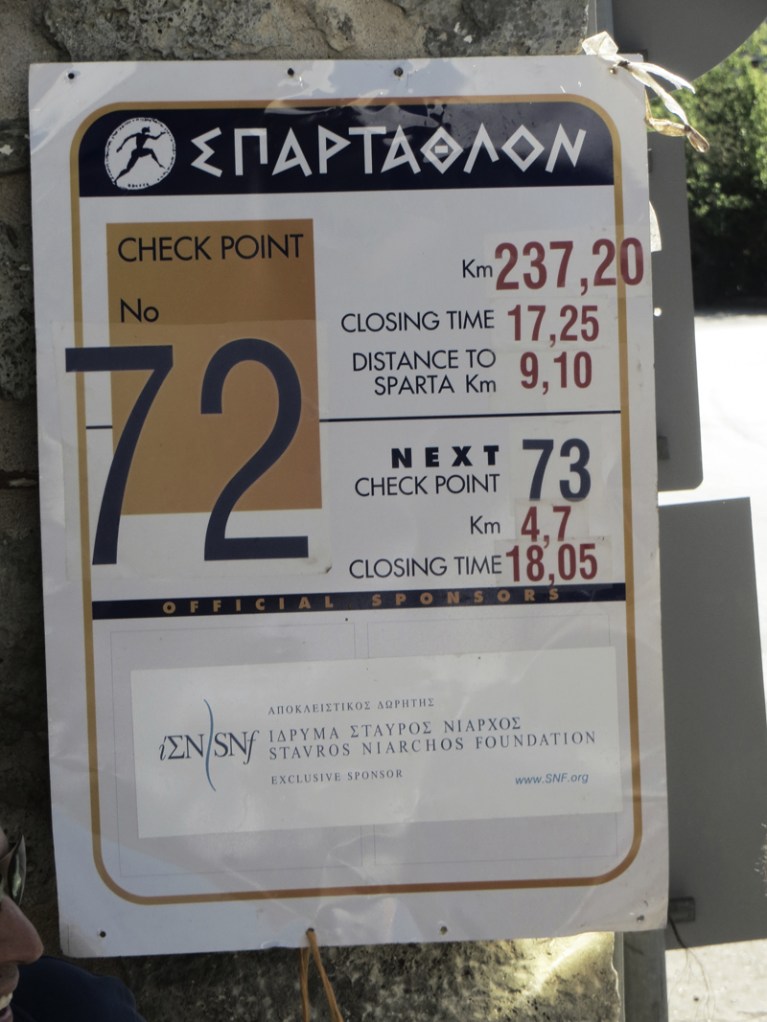 ΣΠΑΡΤΑΘΛΟΝ
CHECK POINT
No
72
Km 237,20
CLOSING TIME 17,25
DISTANCE TO
SPARTA Km 9,10
NEXT
CHECK POINT 73
Km 4,7
CLOSING TIME 18,05
OFFICIAL SPONSORS
ΑΠΟΚΛΕΙΣΤΙΚΟΣ ΔΩΡΗΤΗΣ
iΣΝ SNf ΙΔΡΥΜΑ ΣΤΑΥΡΟΣ ΝΙΑΡΧΟΣ
STAVROS NIARCHOS FOUNDATION
EXCLUSIVE SPONSOR
www.SNF.org